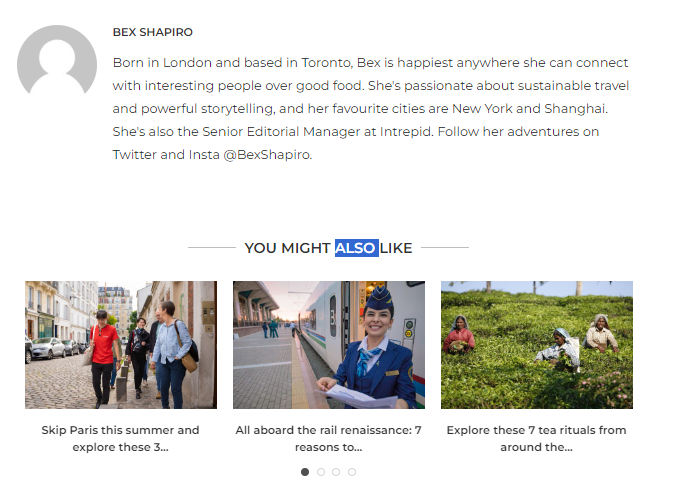 BEX SHAPIRO
Born in London and based in Toronto, Bex is happiest anywhere she can connect
with interesting people over good food. She's passionate about sustainable travel
and powerful storytelling, and her favourite cities are New York and Shanghai.
She's also the Senior Editorial Manager at Intrepid. Follow her adventures on
Twitter and Insta @BexShapiro.
YOU MIGHT ALSO LIKE
Skip Paris this summer and
explore these 3...
All aboard the rail renaissance: 7
reasons to...
Explore these 7 tea rituals from
around the...